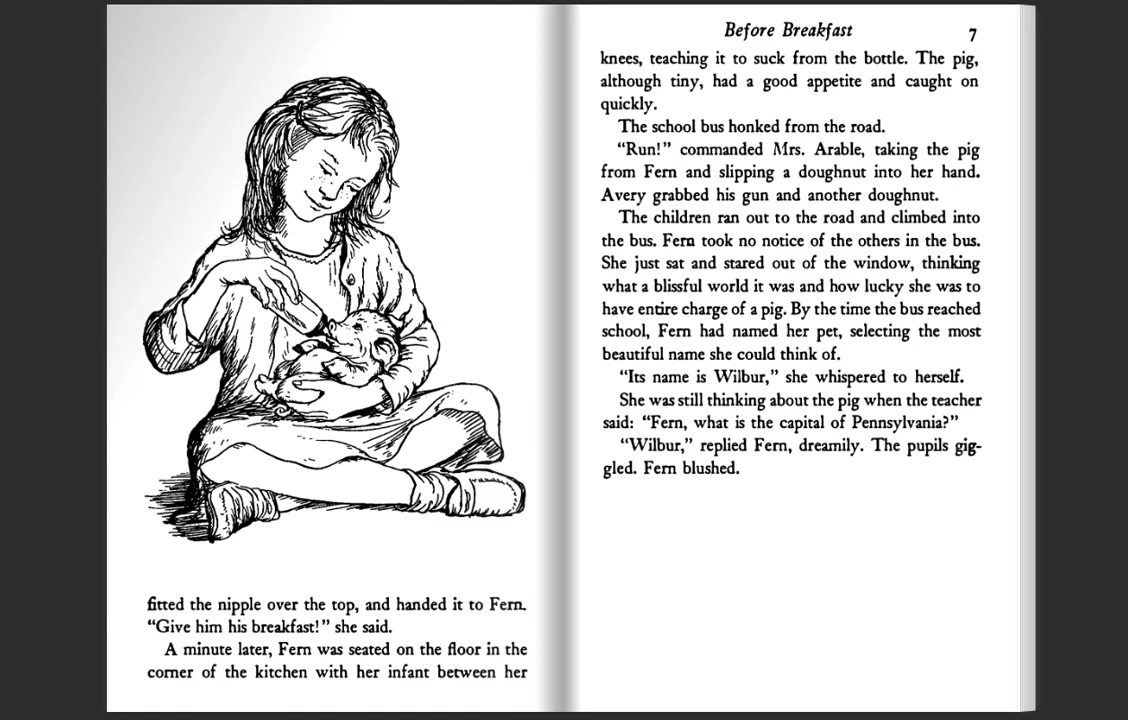 fitted the nipple over the top, and handed it to Fern.
“Give him his breakfast!” she said.
A minute later, Fern was seated on the floor in the
corner of the kitchen with her infant between her
Before Breakfast 7
knees, teaching it to suck from the bottle. The pig,
although tiny, had a good appetite and caught on
quickly.
The school bus honked from the road.
“Run!” commanded Mrs. Arable, taking the pig
from Fern and slipping a doughnut into her hand.
Avery grabbed his gun and another doughnut.
The children ran out to the road and climbed into
the bus. Fern took no notice of the others in the bus.
She just sat and stared out of the window, thinking
what a blissful world it was and how lucky she was to
have entire charge of a pig. By the time the bus reached
school, Fern had named her pet, selecting the most
beautiful name she could think of.
“Its name is Wilbur,” she whispered to herself.
She was still thinking about the pig when the teacher
said: “Fern, what is the capital of Pennsylvania?”
“Wilbur,” replied Fern, dreamily. The pupils gig-
gled. Fern blushed.